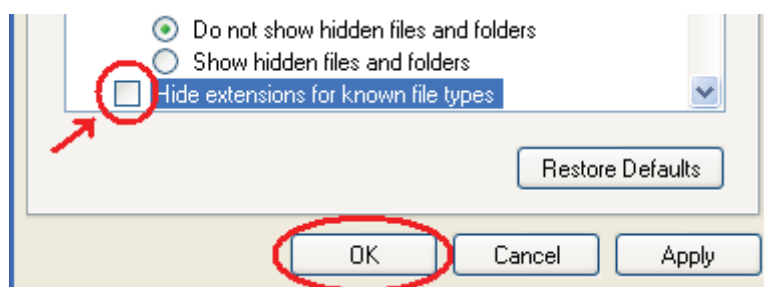 Do not show hidden files and folders
Show hidden files and folders
Hide extensions for known file types
Restore Defaults
OK Cancel Apply